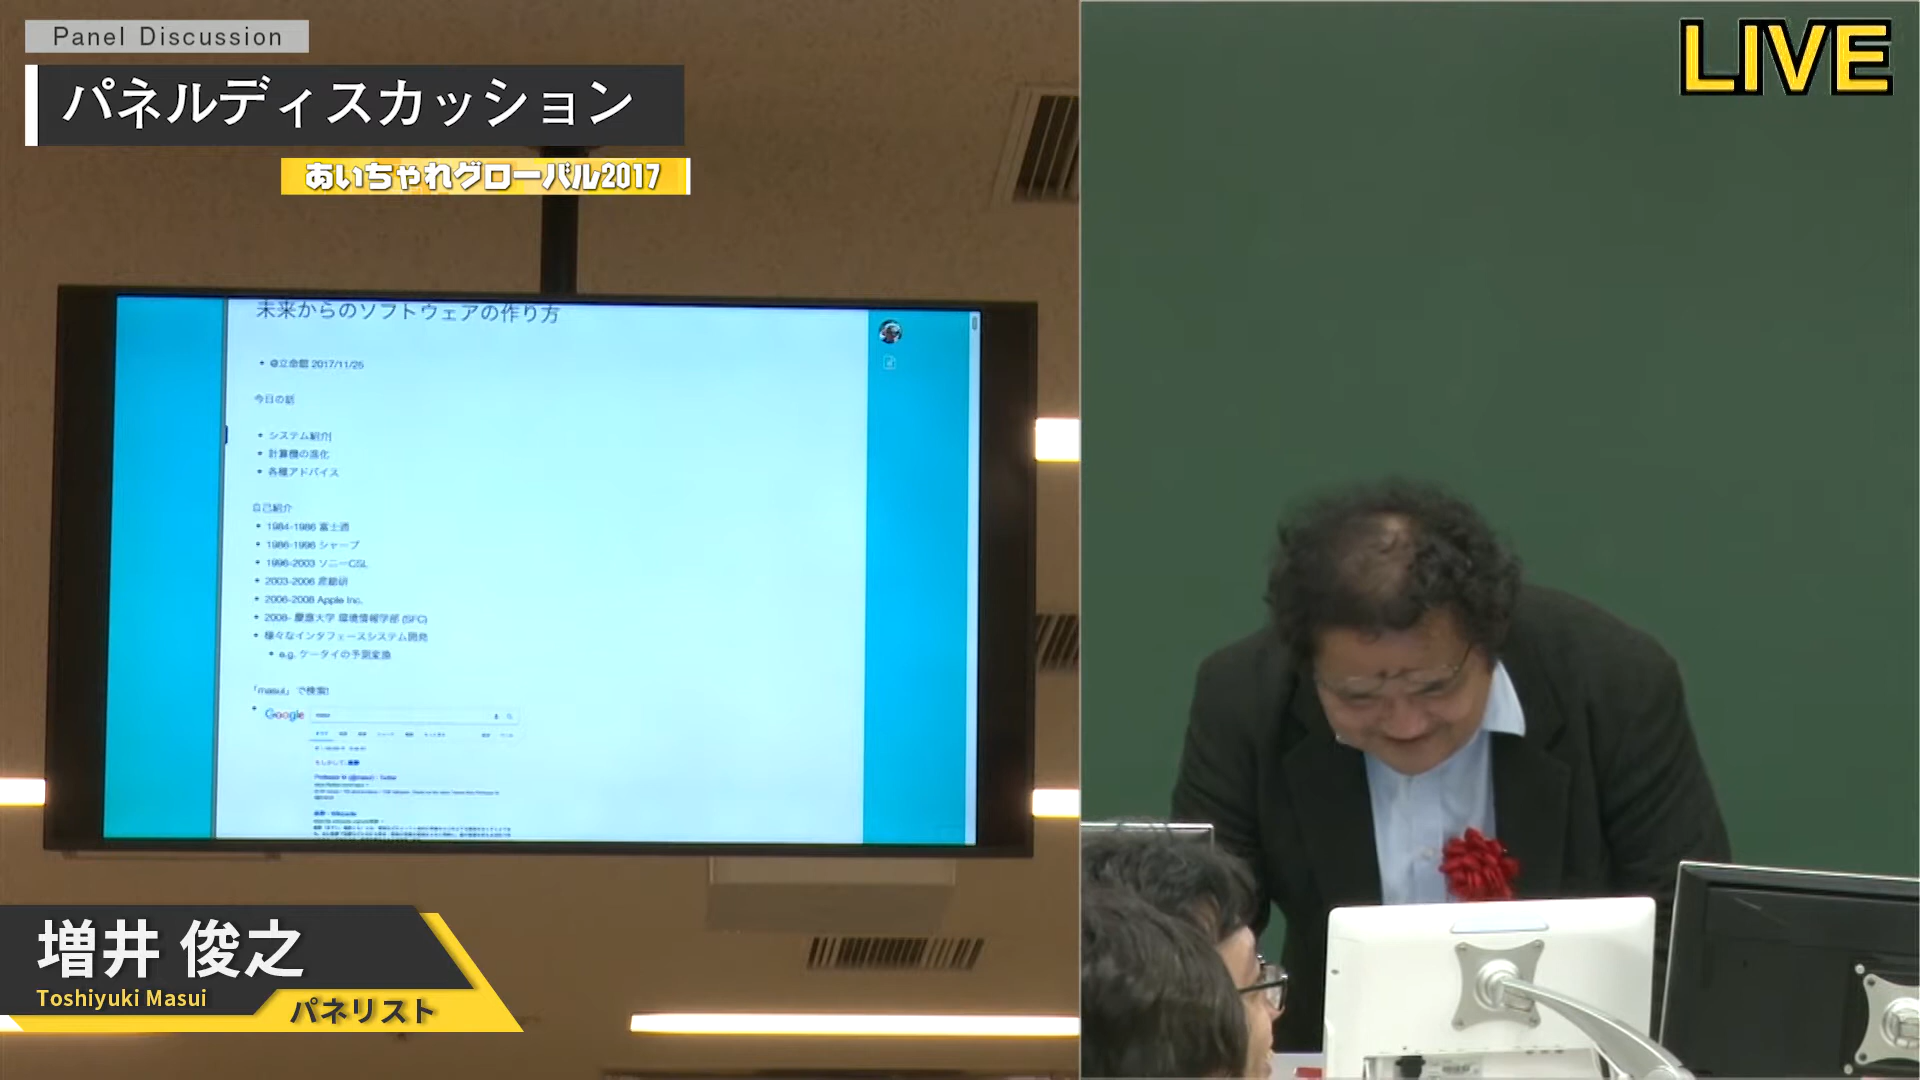 Panel Discussion
パネルディスカッション
あいちゃれグローバル2017
LIVE
未来からのソフトウェアの作り方
@立命館 2017/11/25
今日の話
システム紹介
計算機の進化
各種アドバイス
自己紹介
1984-1986 富士通
1986-1996 シャープ
1996-2003 ソニーCSL
2003-2006 産総研
2006-2008 Apple Inc.
2008- 慶應大学 環境情報学部 (SFC)
様々なインタフェースシステム開発
e.g. ケータイの予測変換
「masui」で検索!
Google masui
増井 俊之
Toshiyuki Masui
パネリスト